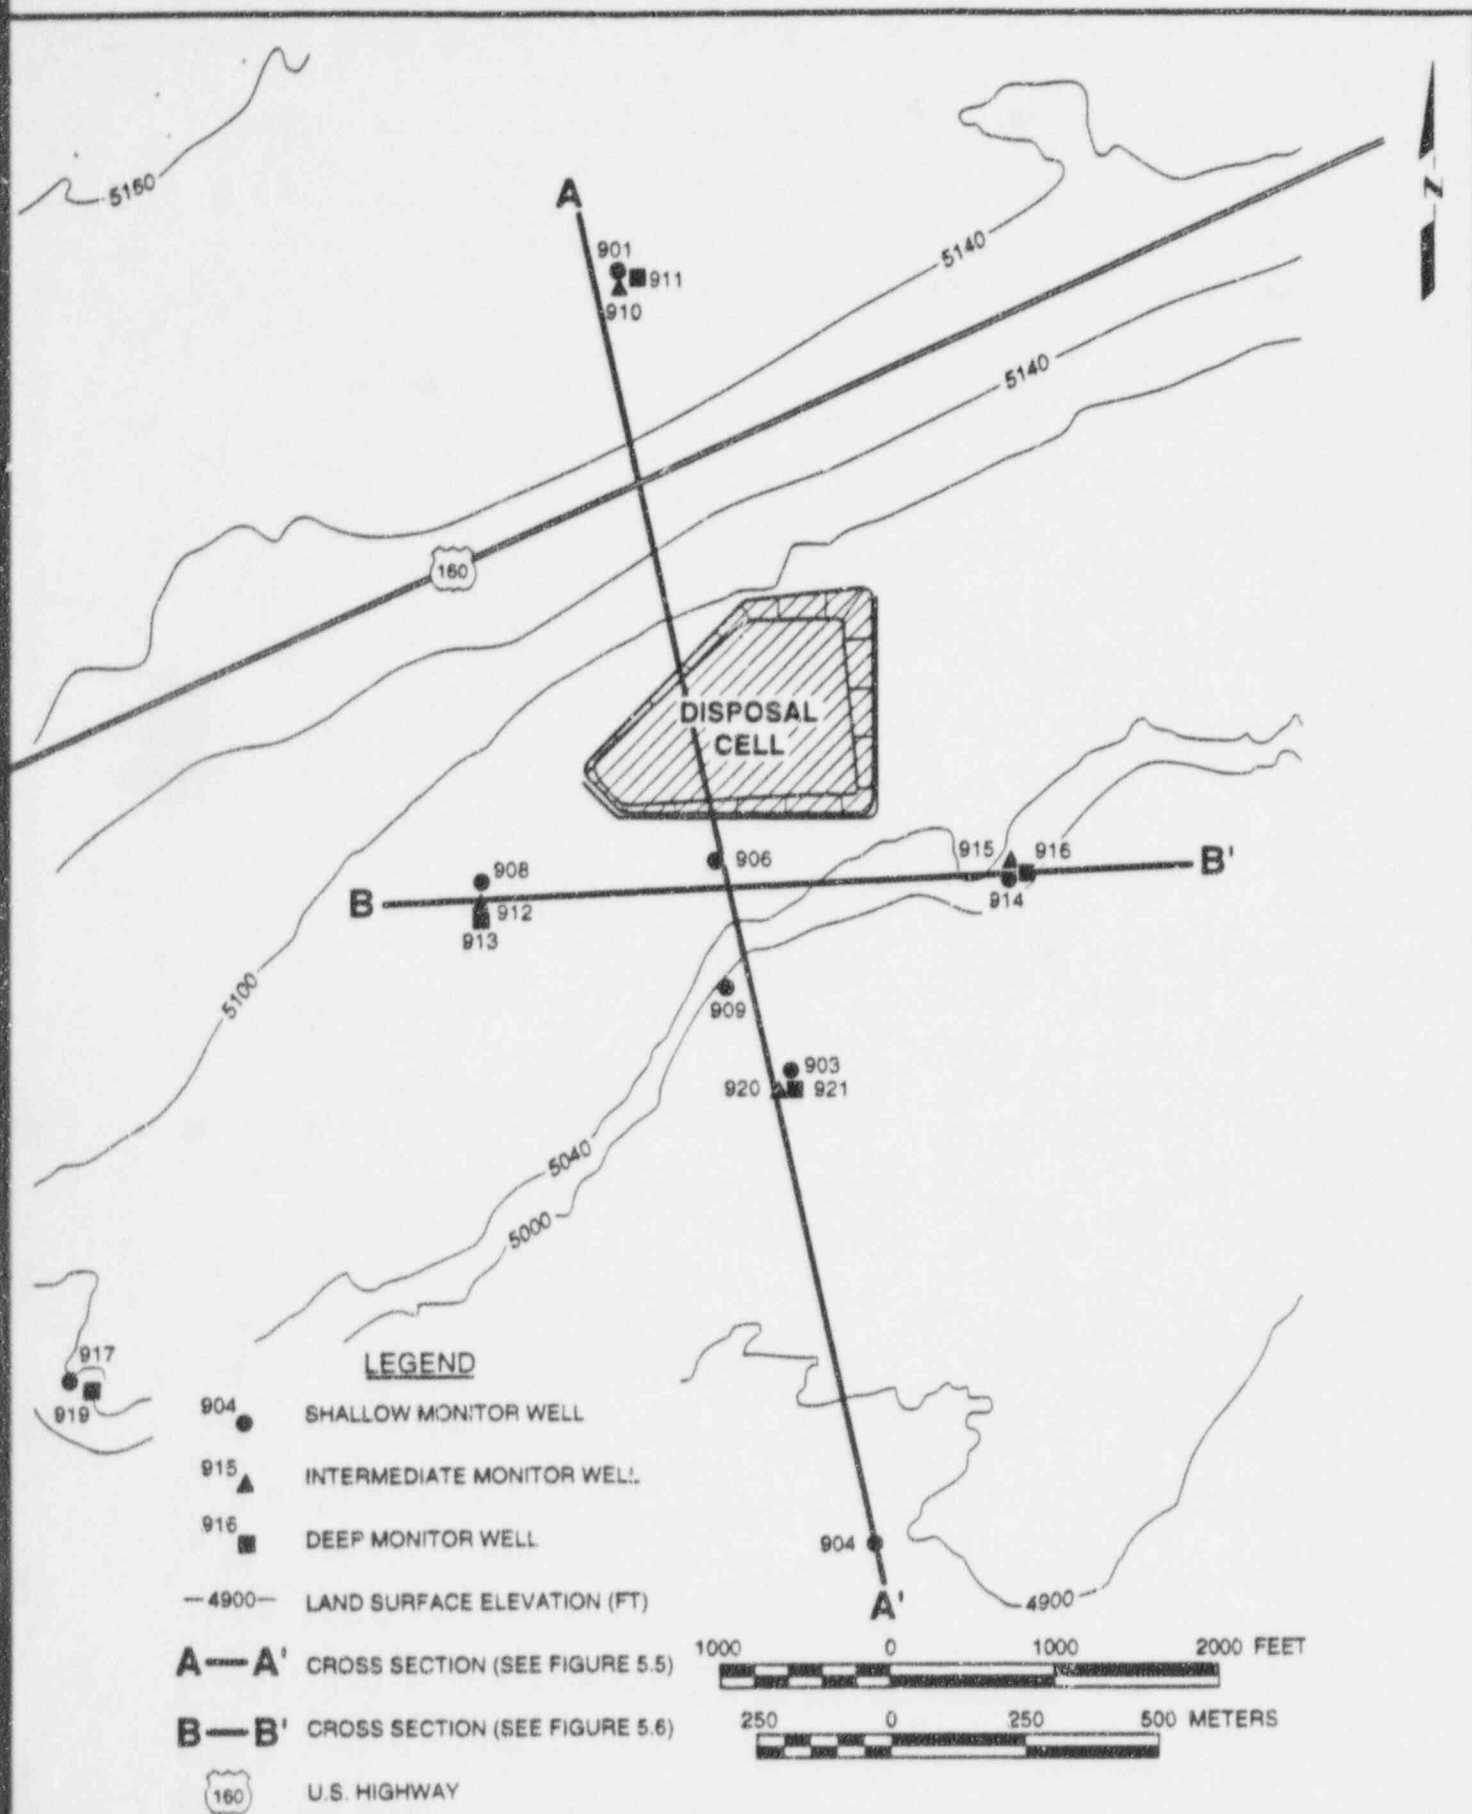 N
5160
A
901
911
910
5140
5140
160
DISPOSAL
CELL
906
915
916
B'
908
B
912
913
914
5100
909
903
920
921
5040
5000
917
919
LEGEND
904
SHALLOW MONITOR WELL
915
INTERMEDIATE MONITOR WELL
916
DEEP MONITOR WELL
904
4900
A'
4900 LAND SURFACE ELEVATION (FT)
A—A' CROSS SECTION (SEE FIGURE 5.5)
1000 0 1000 2000 FEET
B—B' CROSS SECTION (SEE FIGURE 5.6)
250 0 250 500 METERS
160 U.S. HIGHWAY